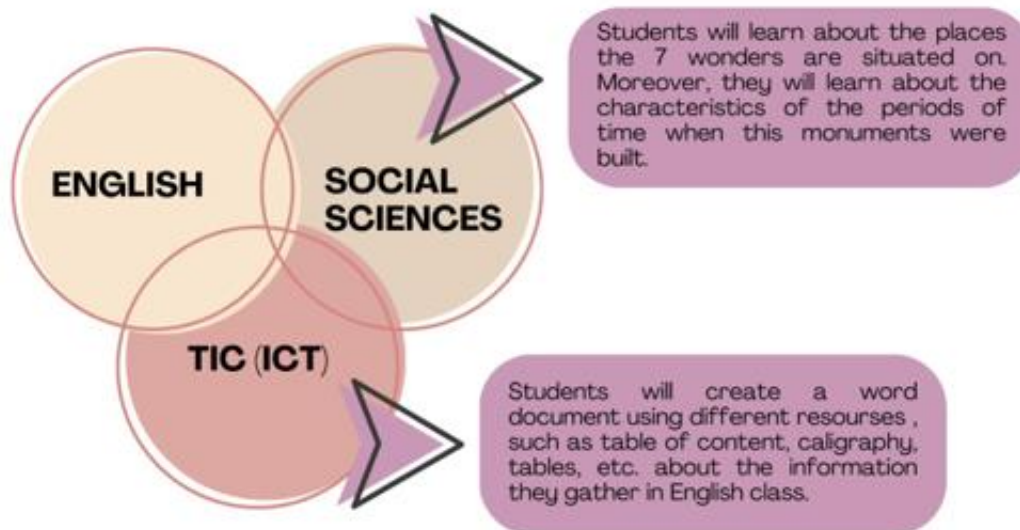 ENGLISH
SOCIAL
SCIENCES
TIC (ICT)
Students will learn about the places
the 7 wonders are situated on.
Moreover, they will learn about the
characteristics of the periods of
time when this monuments were
built.
Students will create a word
document using different resourses ,
such as table of content, caligraphy,
tables, etc. about the information
they gather in English class.